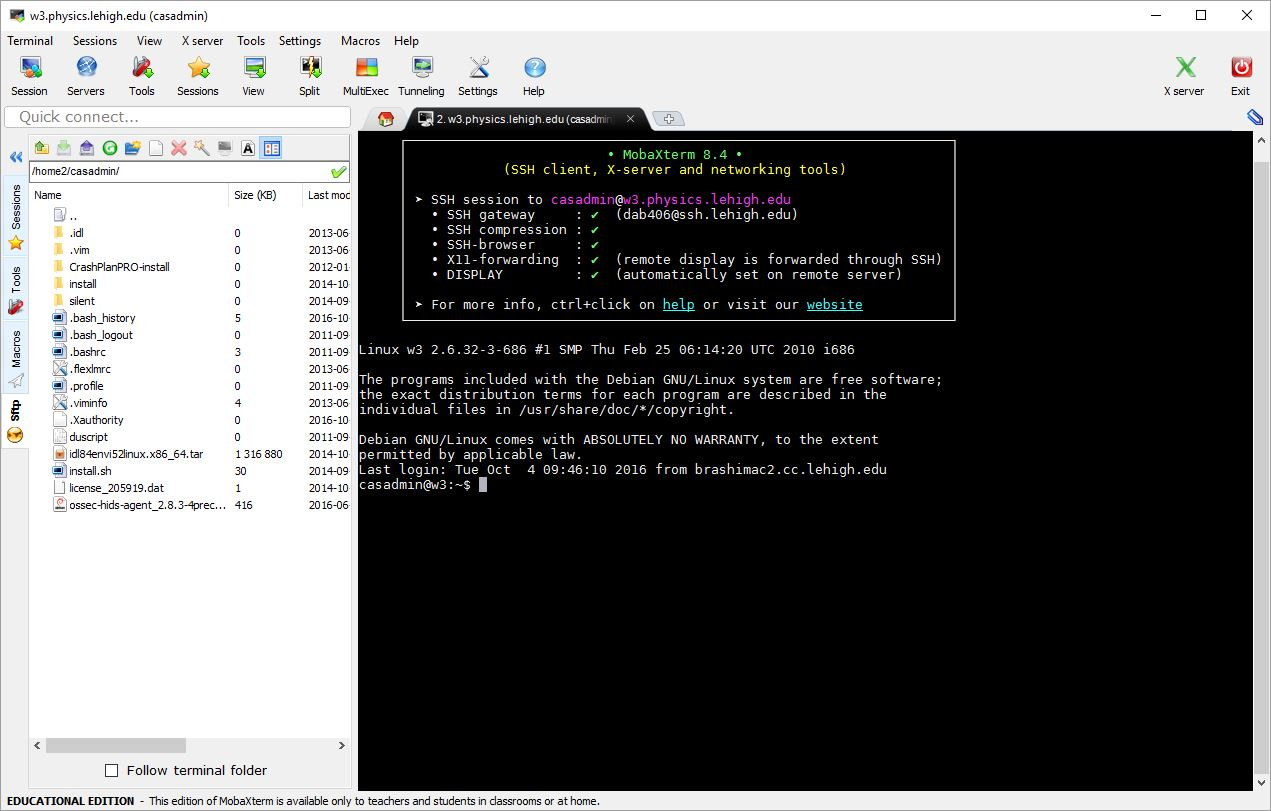 w3.physics.lehigh.edu (casadmin)
Terminal Sessions View X server Tools Settings Macros Help
Session Servers Tools Sessions View Split MultiExec Tunneling Settings Help X server Exit
Quick connect...
2. w3.physics.lehigh.edu (casadmin
/home2/casadmin/
Name Size (KB) Last mod
..
.idl 0 2013-06
.vim 0 2013-06
CrashPlanPRO-install 0 2012-01
install 0 2014-10
silent 0 2014-09
.bash_history 5 2016-10
.bash_logout 0 2011-09
.bashrc 3 2011-09
.flexlmrc 0 2013-06
.profile 0 2011-09
.viminfo 4 2013-06
.Xauthority 0 2016-10
duscript 0 2011-09
idl84envi52linux.x86_64.tar 1 316 880 2014-10
install.sh 30 2014-09
license_205919.dat 1 2014-10
ossec-hids-agent_2.8.3-4prec... 416 2016-06
Follow terminal folder
Sessions
Tools
Macros
Sftp
• MobaXterm 8.4 •
(SSH client, X-server and networking tools)
➤ SSH session to casadmin@w3.physics.lehigh.edu
• SSH gateway : ✔ (dab406@ssh.lehigh.edu)
• SSH compression : ✔
• SSH-browser : ✔
• X11-forwarding : ✔ (remote display is forwarded through SSH)
• DISPLAY : ✔ (automatically set on remote server)
➤ For more info, ctrl+click on help or visit our website
Linux w3 2.6.32-3-686 #1 SMP Thu Feb 25 06:14:20 UTC 2010 i686
The programs included with the Debian GNU/Linux system are free software;
the exact distribution terms for each program are described in the
individual files in /usr/share/doc/*/copyright.
Debian GNU/Linux comes with ABSOLUTELY NO WARRANTY, to the extent
permitted by applicable law.
Last login: Tue Oct  4 09:46:10 2016 from brashimac2.cc.lehigh.edu
casadmin@w3:~$
EDUCATIONAL EDITION - This edition of MobaXterm is available only to teachers and students in classrooms or at home.